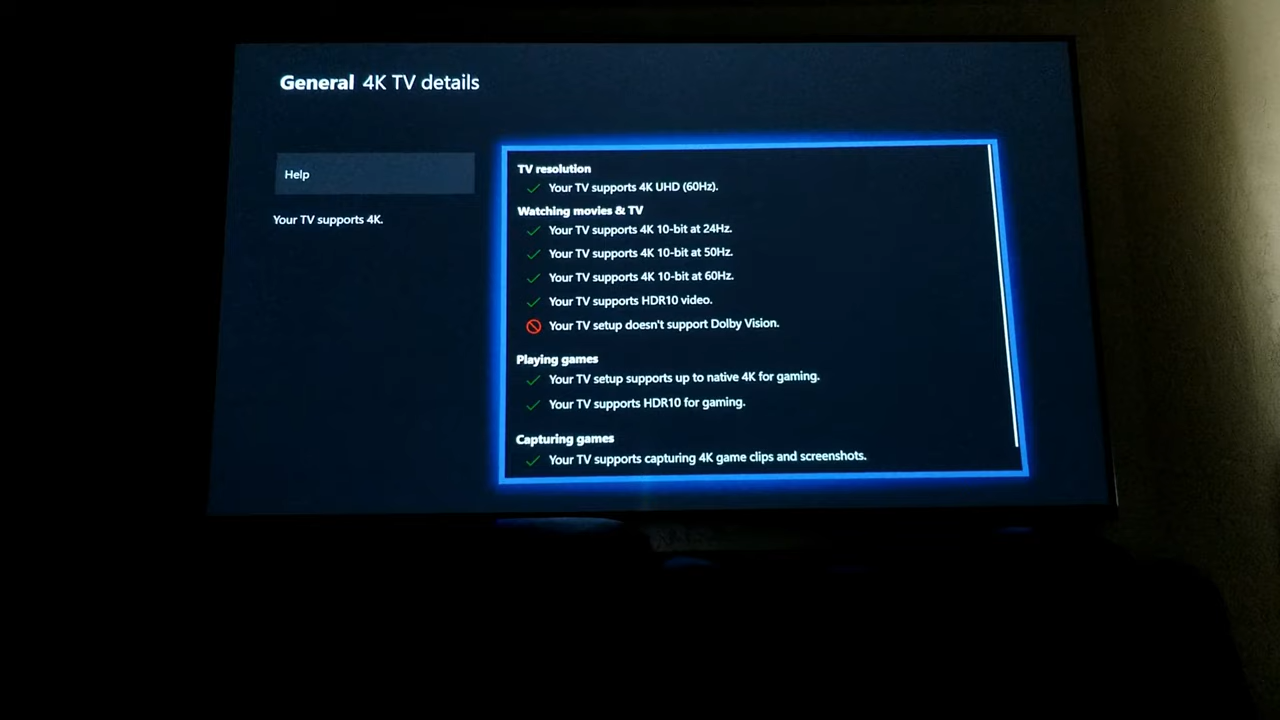 General 4K TV details
Help
Your TV supports 4K.
TV resolution
Your TV supports 4K UHD (60Hz).
Watching movies & TV
Your TV supports 4K 10-bit at 24Hz.
Your TV supports 4K 10-bit at 50Hz.
Your TV supports 4K 10-bit at 60Hz.
Your TV supports HDR10 video.
Your TV setup doesn't support Dolby Vision.
Playing games
Your TV setup supports up to native 4K for gaming.
Your TV supports HDR10 for gaming.
Capturing games
Your TV supports capturing 4K game clips and screenshots.